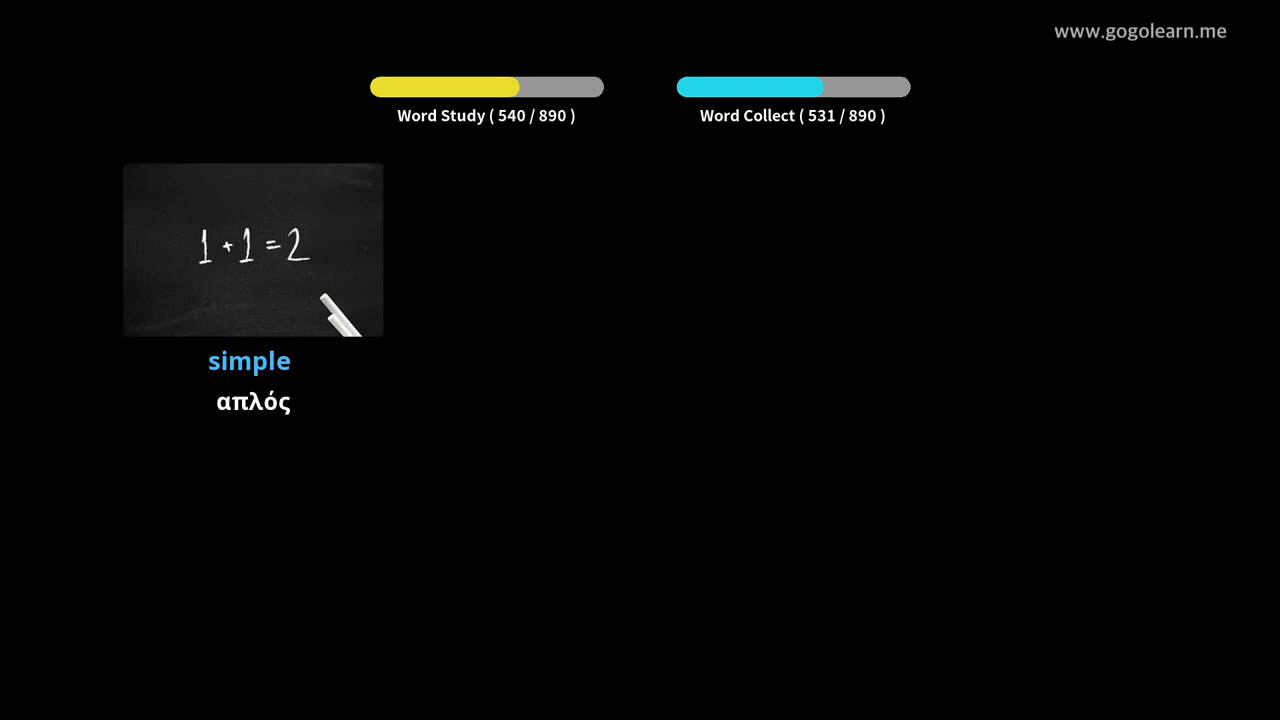 www.gogolearn.me
Word Study ( 540 / 890 )
Word Collect ( 531 / 890 )
1 + 1 = 2
simple
απλός